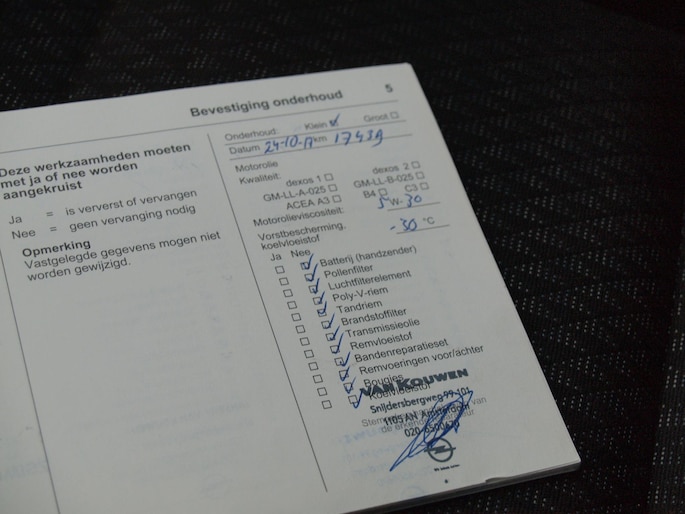 Bevestiging onderhoud 5
Deze werkzaamheden moeten
met ja of nee worden
aangekruist
Ja = is ververst of vervangen
Nee = geen vervanging nodig
Opmerking
Vastgelegde gegevens mogen niet
worden gewijzigd.
Onderhoud: Klein Groot
Datum 24-10-17 km 17439
Motorolie
Kwaliteit:
dexos 1 dexos 2
GM-LL-A-025 GM-LL-B-025
ACEA A3 B4 C3
Motorolieviscositeit: 5W-30
Vorstbescherming,
koelvloeistof -30 °C
Ja Nee
Batterij (handzender)
Pollenfilter
Luchtfilterelement
Poly-V-riem
Tandriem
Brandstoffilter
Transmissieolie
Remvloeistof
Bandenreparatieset
Remvoeringen voor/achter
Bougies
Koelvloeistof
VAN KOUWEN
Snijdersbergweg 99-101
1105 AN Amsterdam van